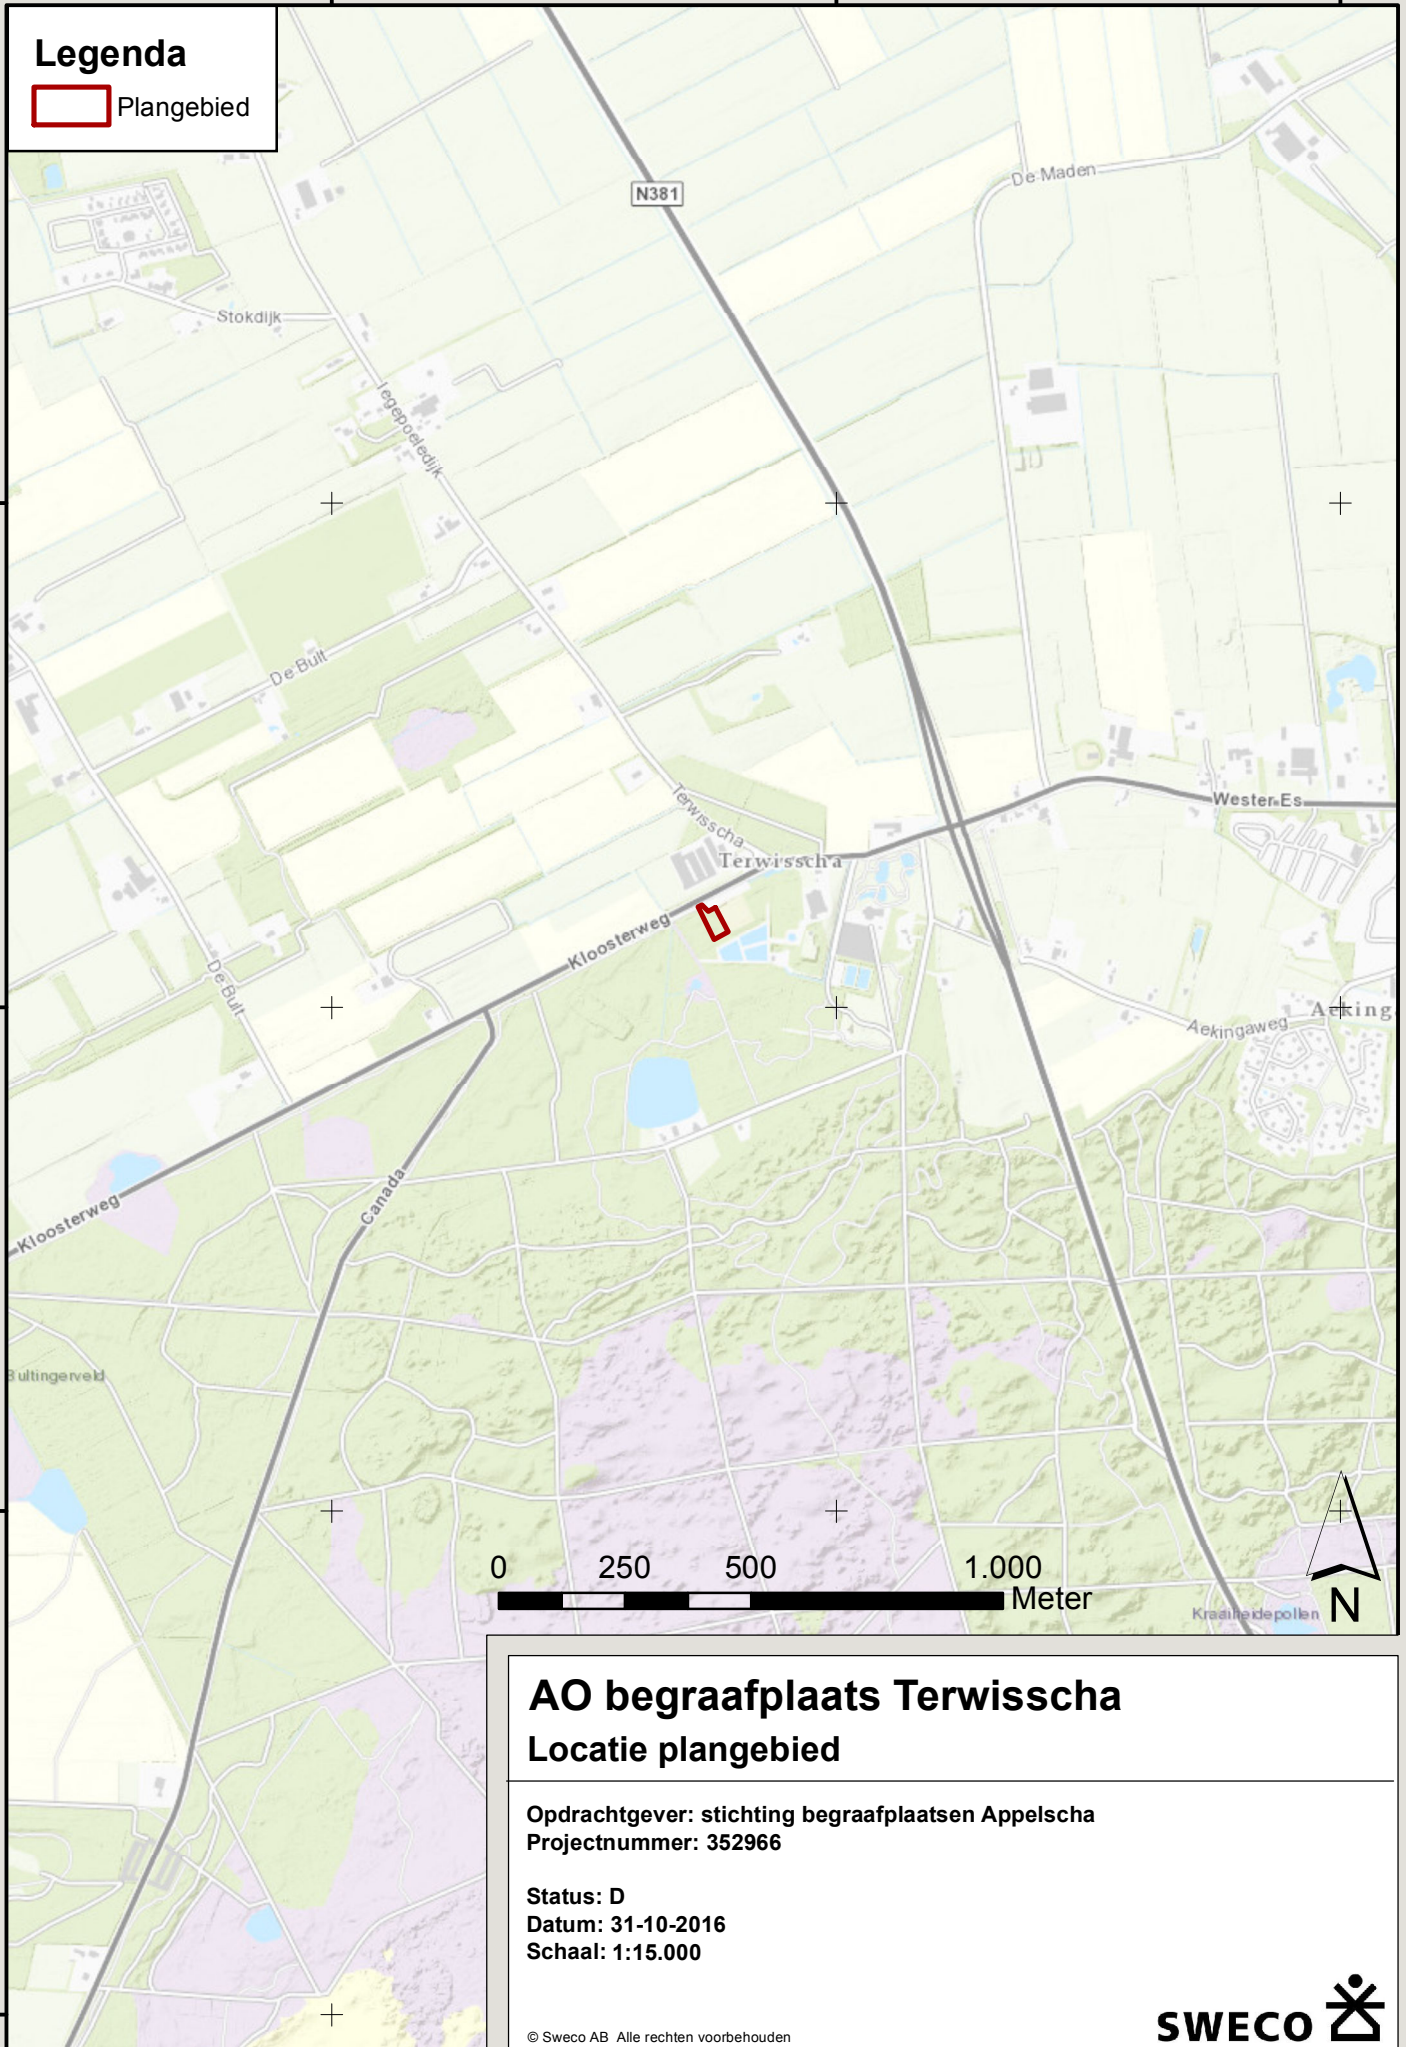 Legenda
Plangebied
N381
De Maden
Stokdijk
Tegepoeledijk
De Bult
Terwisscha
Wester Es
Terwisscha
Kloosterweg
De Bult
Aekingaweg
Aeking
Canada
Kloosterweg
Bultingerveld
0 250 500 1.000
Meter
Kraaiheidepollen
N
AO begraafplaats Terwisscha
Locatie plangebied
Opdrachtgever: stichting begraafplaatsen Appelscha
Projectnummer: 352966
Status: D
Datum: 31-10-2016
Schaal: 1:15.000
© Sweco AB Alle rechten voorbehouden
SWECO